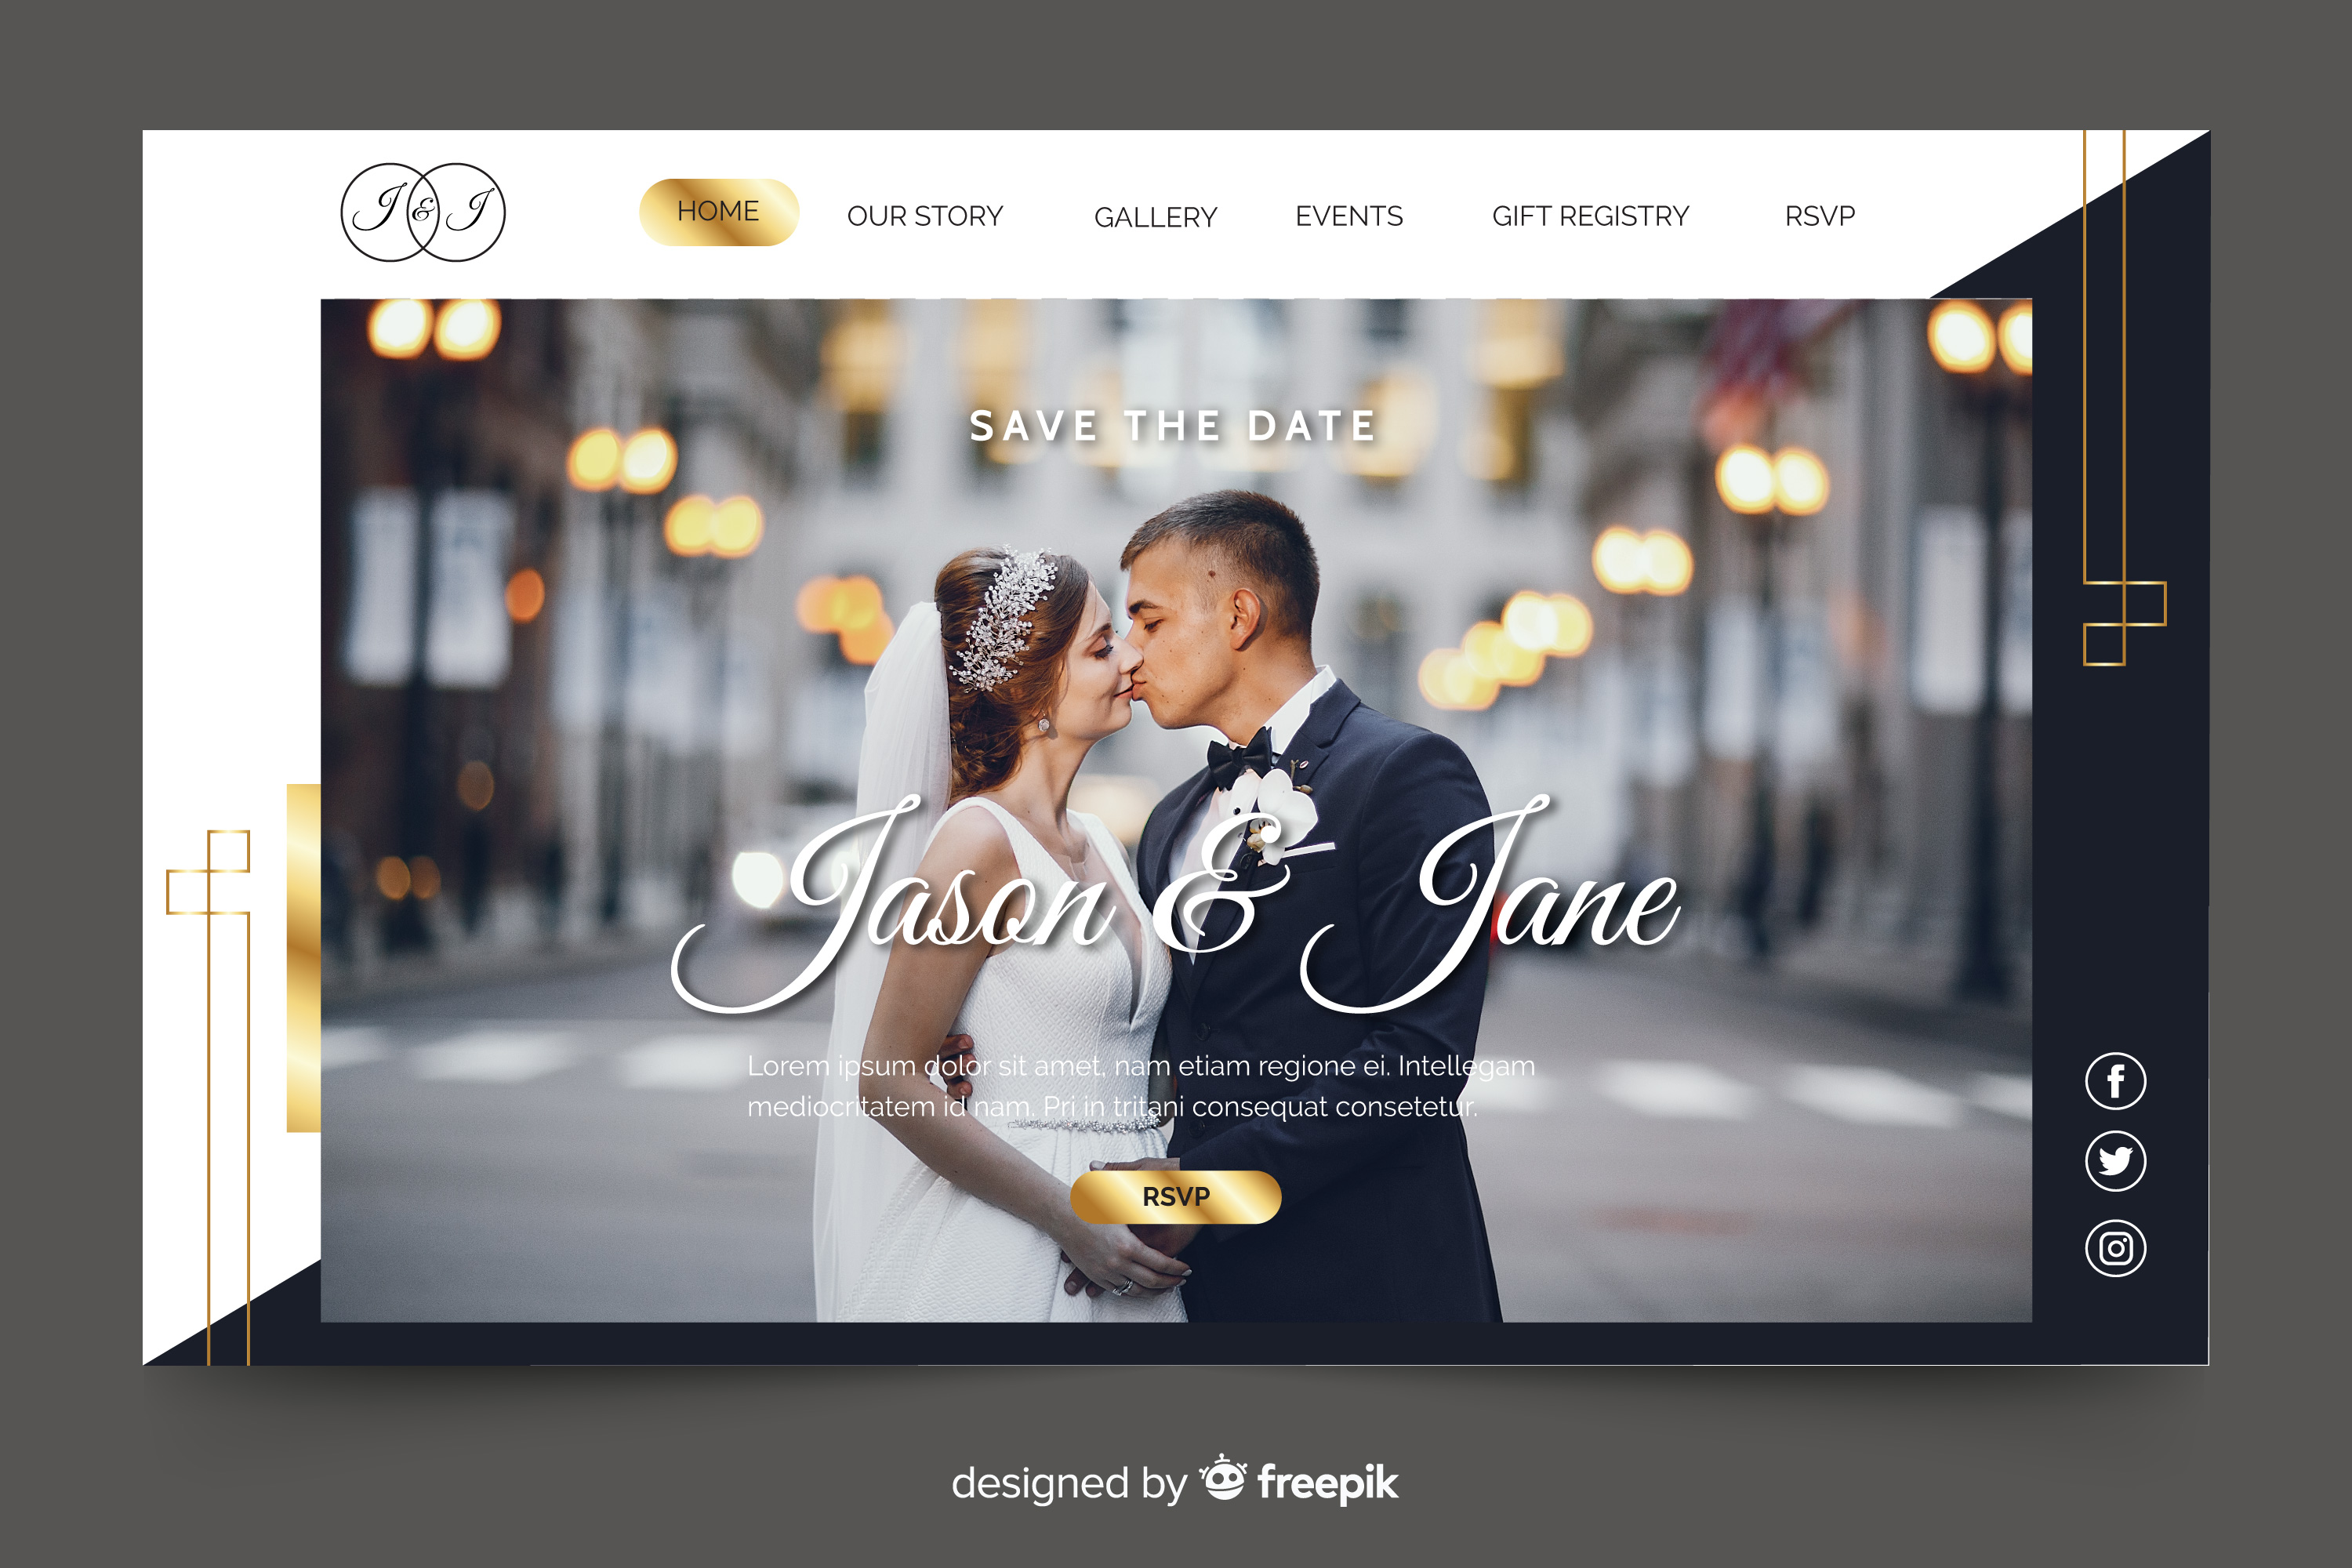 J & J
HOME
OUR STORY
GALLERY
EVENTS
GIFT REGISTRY
RSVP
SAVE THE DATE
Jason & Jane
Lorem ipsum dolor sit amet, nam etiam regione ei. Intellegam
mediocritatem id nam. Pri in tritani consequat consetetur.
RSVP
designed by freepik